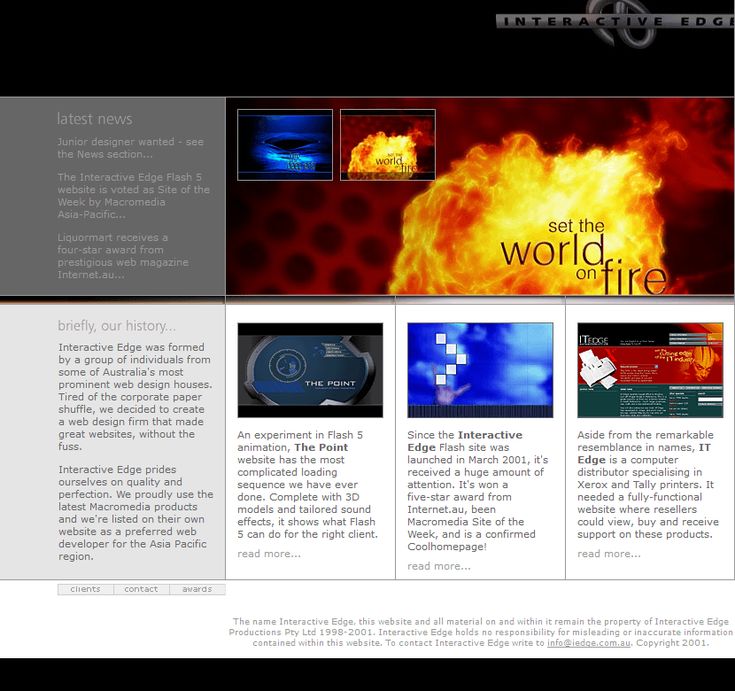 INTERACTIVE EDGE
latest news
Junior designer wanted - see
the News section...
The Interactive Edge Flash 5
website is voted as Site of the
Week by Macromedia
Asia-Pacific...
Liquormart receives a
four-star award from
prestigious web magazine
Internet.au...
set the
world
on fire
set the
world
on fire
briefly, our history...
Interactive Edge was formed
by a group of individuals from
some of Australia's most
prominent web design houses.
Tired of the corporate paper
shuffle, we decided to create
a web design firm that made
great websites, without the
fuss.
Interactive Edge prides
ourselves on quality and
perfection. We proudly use the
latest Macromedia products
and we're listed on their own
website as a preferred web
developer for the Asia Pacific
region.
THE POINT
An experiment in Flash 5
animation, The Point
website has the most
complicated loading
sequence we have ever
done. Complete with 3D
models and tailored sound
effects, it shows what Flash
5 can do for the right client.
read more...
Since the Interactive
Edge Flash site was
launched in March 2001, it's
received a huge amount of
attention. It's won a
five-star award from
Internet.au, been
Macromedia Site of the
Week, and is a confirmed
Coolhomepage!
read more...
IT EDGE
cutting edge
of the IT industry
Aside from the remarkable
resemblance in names, IT
Edge is a computer
distributor specialising in
Xerox and Tally printers. It
needed a fully-functional
website where resellers
could view, buy and receive
support on these products.
read more...
clients contact awards
The name Interactive Edge, this website and all material on and within it remain the property of Interactive Edge
Productions Pty Ltd 1998-2001. Interactive Edge holds no responsibility for misleading or inaccurate information
contained within this website. To contact Interactive Edge write to info@iedge.com.au. Copyright 2001.